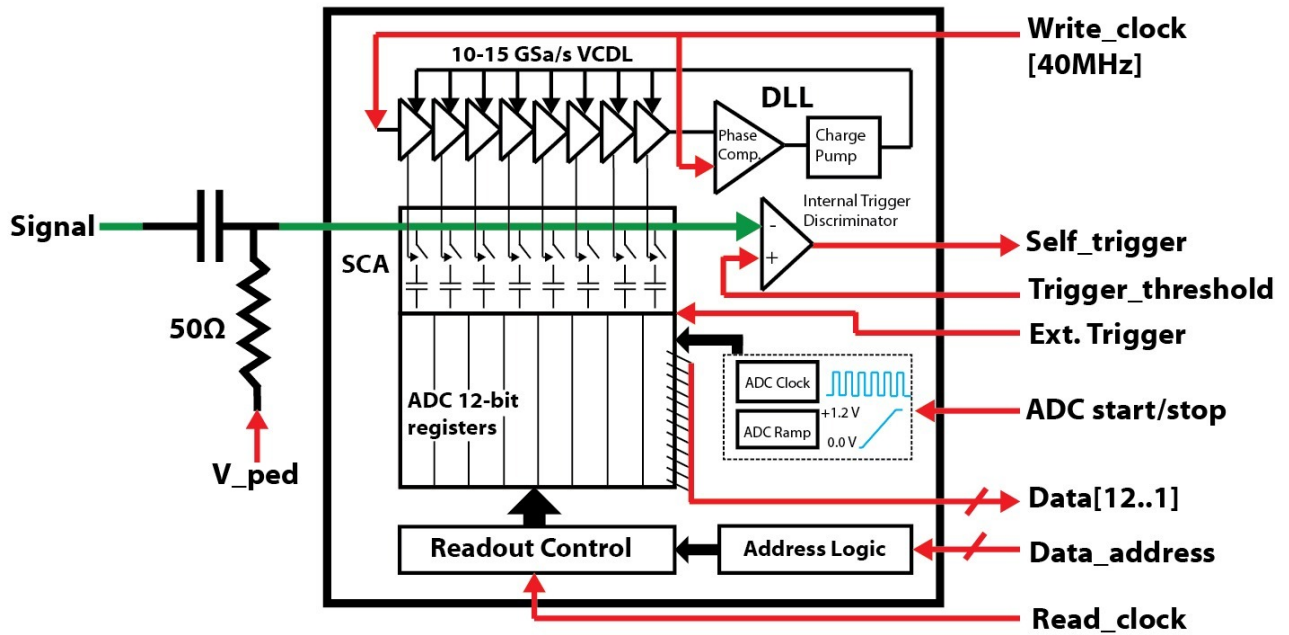 Write_clock
[40MHz]
10-15 GSa/s VCDL
DLL
Phase
Comp.
Charge
Pump
Signal
Internal Trigger
Discriminator
-
+
Self_trigger
SCA
Trigger_threshold
50Ω
Ext. Trigger
ADC Clock
ADC 12-bit
registers
+1.2 V
ADC start/stop
ADC Ramp
0.0 V
V_ped
Data[12..1]
Readout Control
Address Logic
Data_address
Read_clock